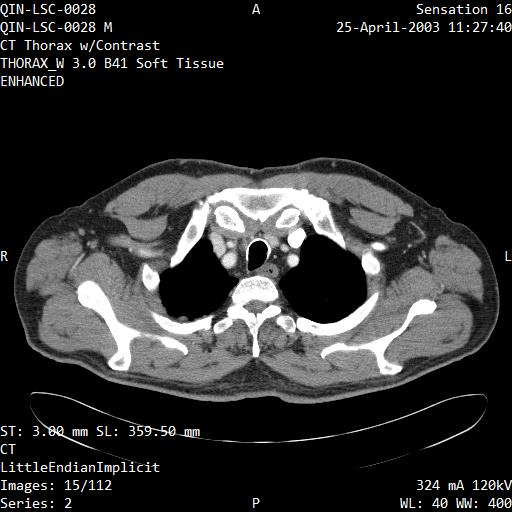 QIN-LSC-0028
A
Sensation 16
QIN-LSC-0028 M
25-April-2003 11:27:40
CT Thorax w/Contrast
THORAX_W 3.0 B41 Soft Tissue
ENHANCED
R
L
ST: 3.00 mm SL: 359.50 mm
CT
LittleEndianImplicit
Images: 15/112
324 mA 120kV
Series: 2
P
WL: 40 WW: 400